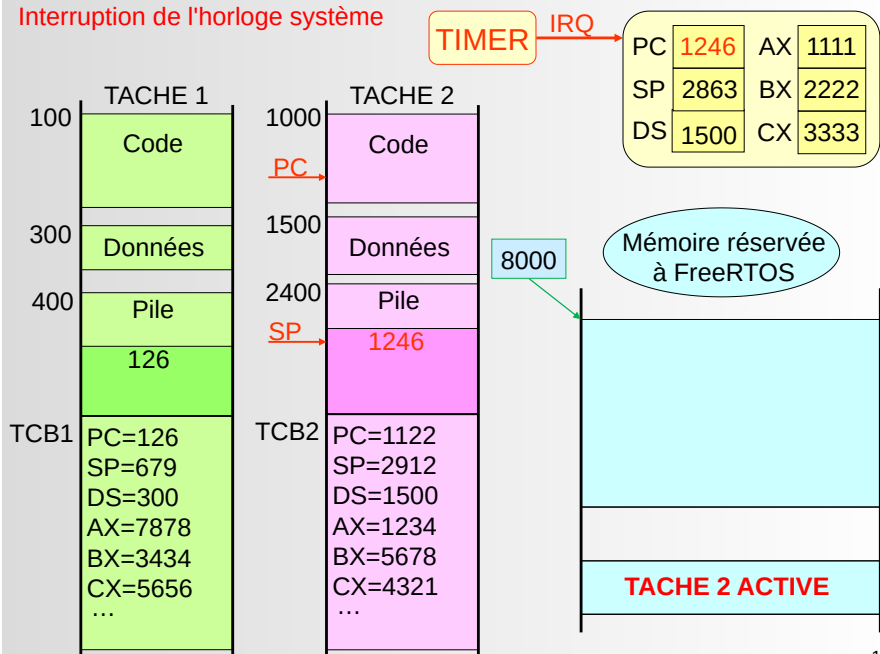 Interruption de l'horloge système
TIMER
IRQ
PC 1246 AX 1111
SP 2863 BX 2222
DS 1500 CX 3333
TACHE 1
100
Code
300
Données
400
Pile
126
TCB1
PC=126
SP=679
DS=300
AX=7878
BX=3434
CX=5656
…
TACHE 2
1000
Code
PC
1500
Données
2400
Pile
SP
1246
TCB2
PC=1122
SP=2912
DS=1500
AX=1234
BX=5678
CX=4321
…
8000
Mémoire réservée
à FreeRTOS
TACHE 2 ACTIVE